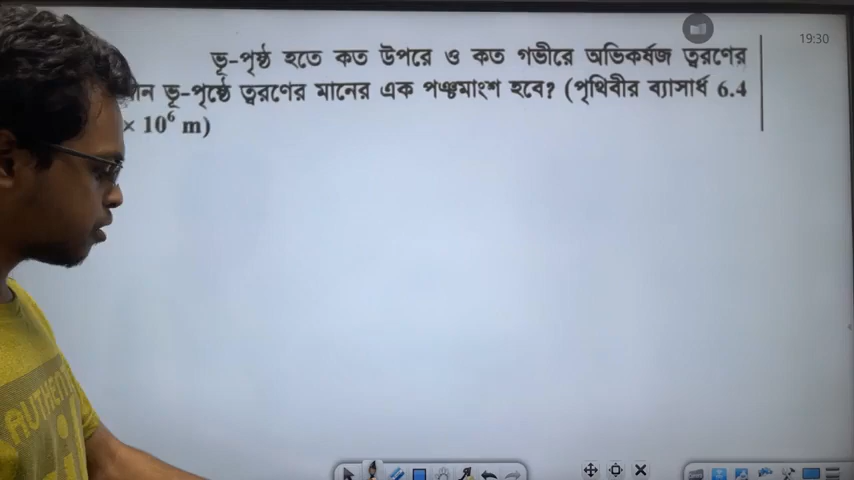 19:30
ভূ-পৃষ্ঠ হতে কত উপরে ও কত গভীরে অভিকর্ষজ ত্বরণের
ভূ-পৃষ্ঠে ত্বরণের মানের এক পঞ্চমাংশ হবে? (পৃথিবীর ব্যাসার্ধ 6.4
× 10⁶ m)
AUTHENTI